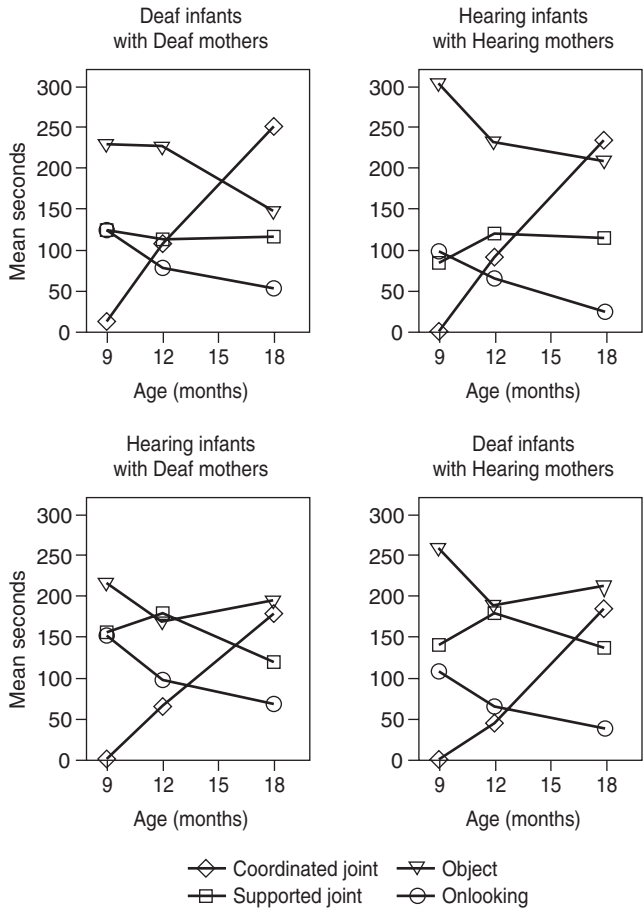 Deaf infants
with Deaf mothers
Hearing infants
with Hearing mothers
Mean seconds
300
250
200
150
100
50
0
9 12 15 18
Age (months)
300
250
200
150
100
50
0
9 12 15 18
Age (months)
Hearing infants
with Deaf mothers
Deaf infants
with Hearing mothers
Mean seconds
300
250
200
150
100
50
0
9 12 15 18
Age (months)
300
250
200
150
100
50
0
9 12 15 18
Age (months)
Coordinated joint Object
Supported joint Onlooking